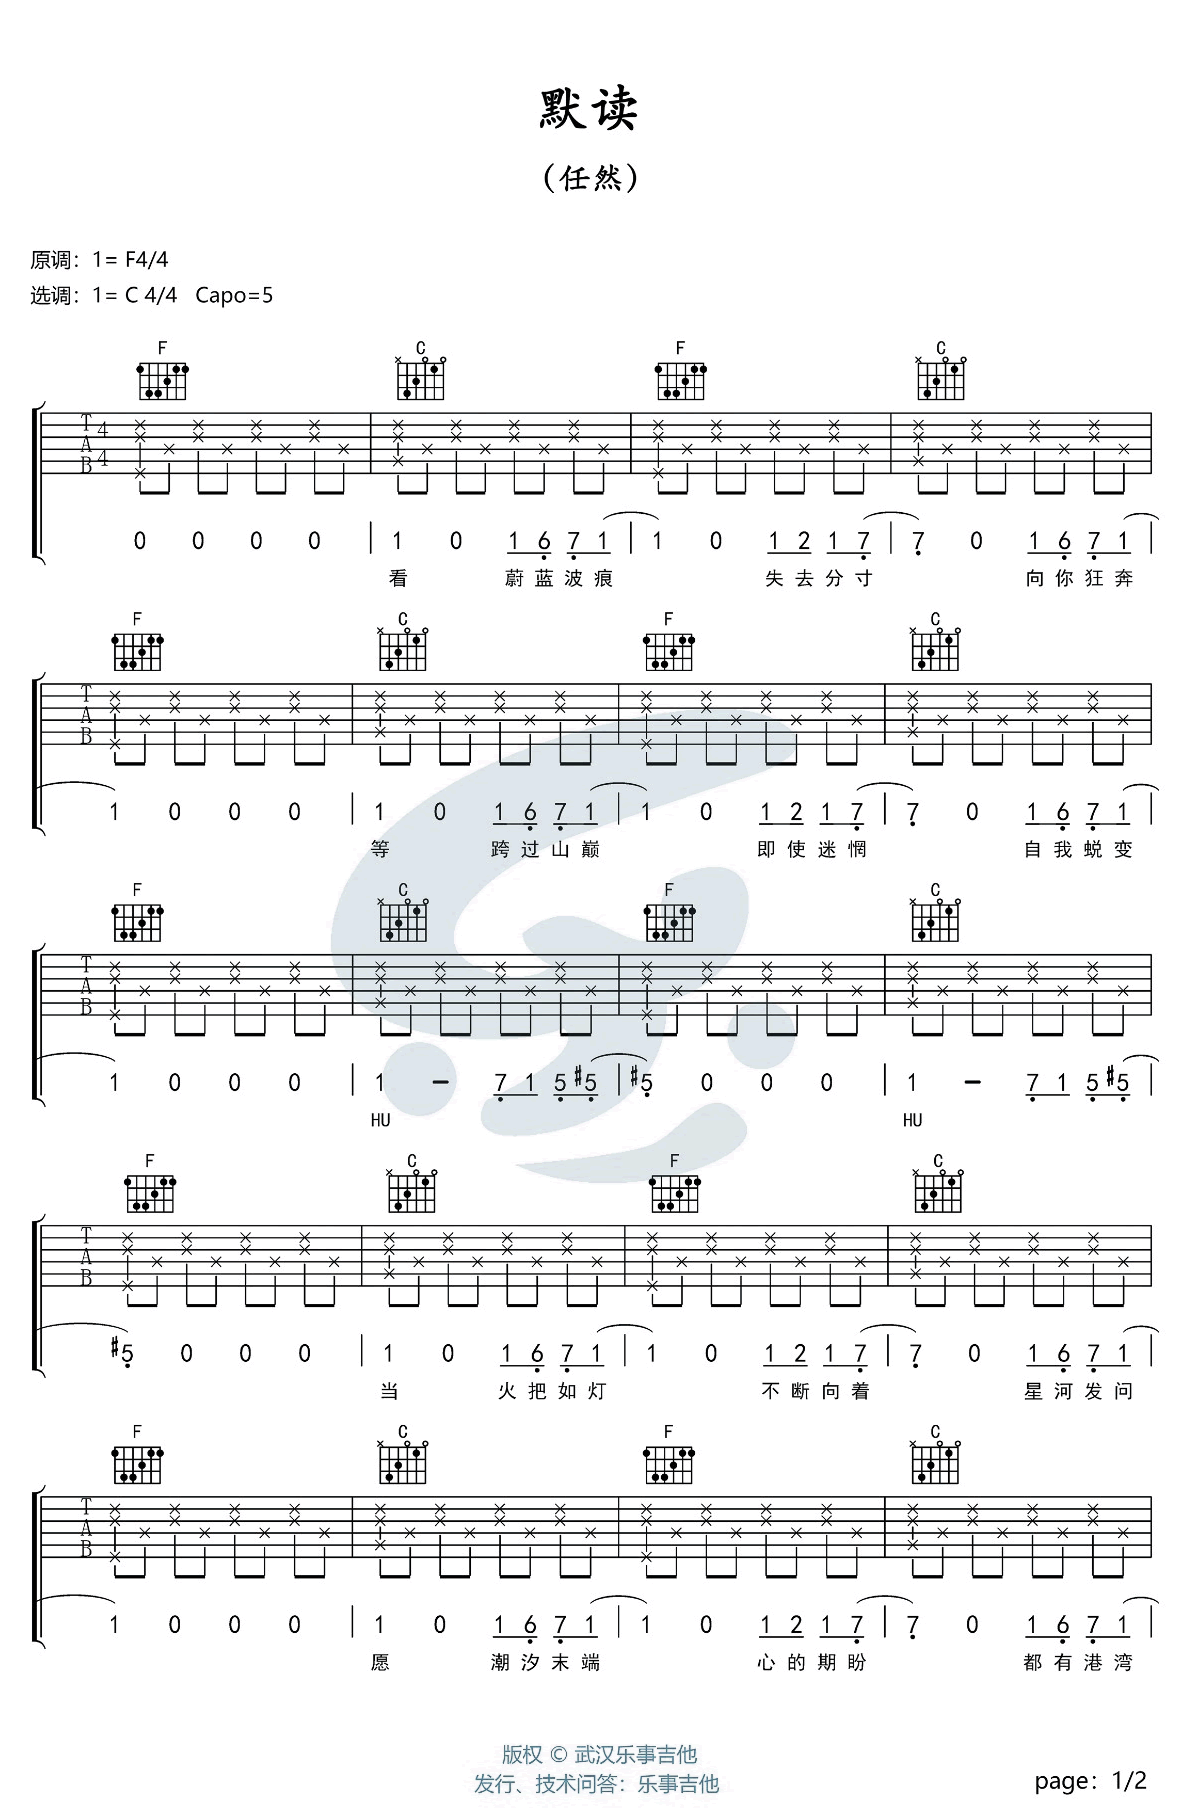 默读
（任然）
原调：1= F4/4
选调：1= C 4/4 Capo=5
F C F C
T A B 4 4
0 0 0 0 | 1 0 1 6 7 1 | 1 0 1 2 1 7 | 7 0 1 6 7 1 |
看 蔚蓝波痕 失去分寸 向你狂奔
F C F C
T A B
1 0 0 0 | 1 0 1 6 7 1 | 1 0 1 2 1 7 | 7 0 1 6 7 1 |
等 跨过山巅 即使迷惘 自我蜕变
F C F C
T A B
1 0 0 0 | 1 - 7 1 5 #5 | #5 0 0 0 | 1 - 7 1 5 #5 |
HU HU
F C F C
T A B
#5 0 0 0 | 1 0 1 6 7 1 | 1 0 1 2 1 7 | 7 0 1 6 7 1 |
当 火把如灯 不断向着 星河发问
F C F C
T A B
1 0 0 0 | 1 0 1 6 7 1 | 1 0 1 2 1 7 | 7 0 1 6 7 1 |
愿 潮汐末端 心的期盼 都有港湾
版权 © 武汉乐事吉他
发行、技术问答：乐事吉他
page：1/2